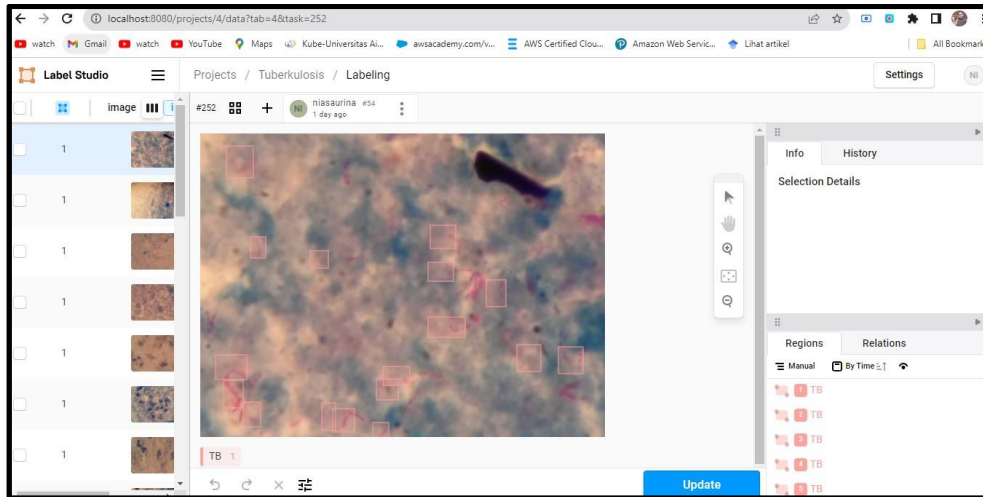 localhost:8080/projects/4/data?tab=4&task=252
watch Gmail watch YouTube Maps Kube-Universitas Ai... awsacademy.com/v... AWS Certified Clou... Amazon Web Servic... Lihat artikel All Bookmark
Label Studio Projects / Tuberkulosis / Labeling Settings NI
image #252 NI niasaurina #54
1 day ago
Info History
Selection Details
1
1
1
1
1
1
1
Regions Relations
Manual By Time
1 TB
2 TB
3 TB
4 TB
5 TB
TB 1
Update